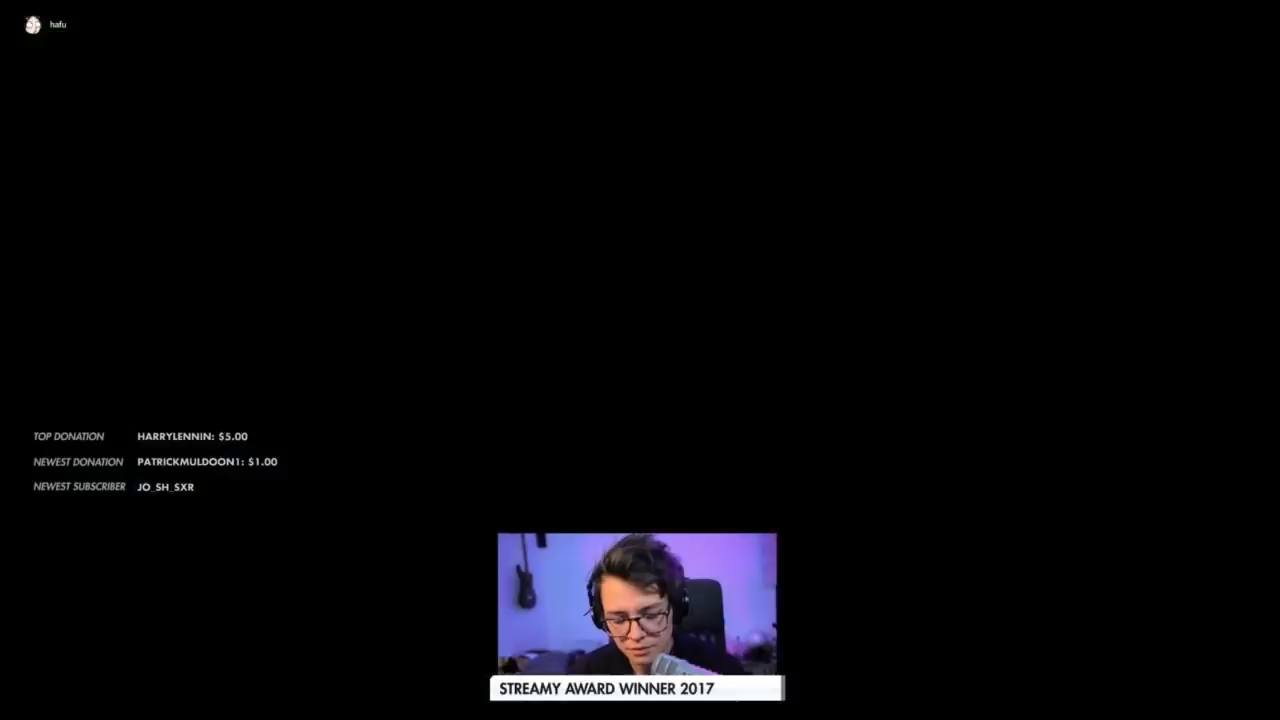 hafu
TOP DONATION HARRYLENNIN: $5.00
NEWEST DONATION PATRICKMULDOON1: $1.00
NEWEST SUBSCRIBER JO_SH_SXR
STREAMY AWARD WINNER 2017